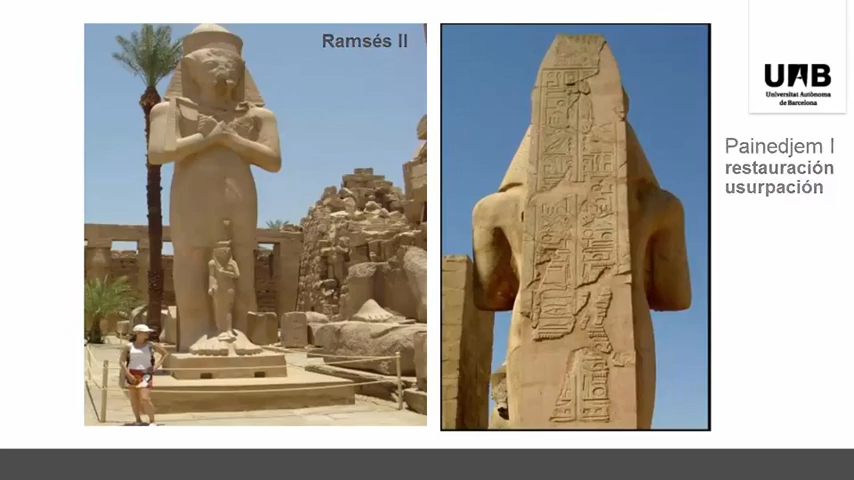 Ramsés II
UAB
Universitat Autònoma
de Barcelona
Painedjem I
restauración
usurpación